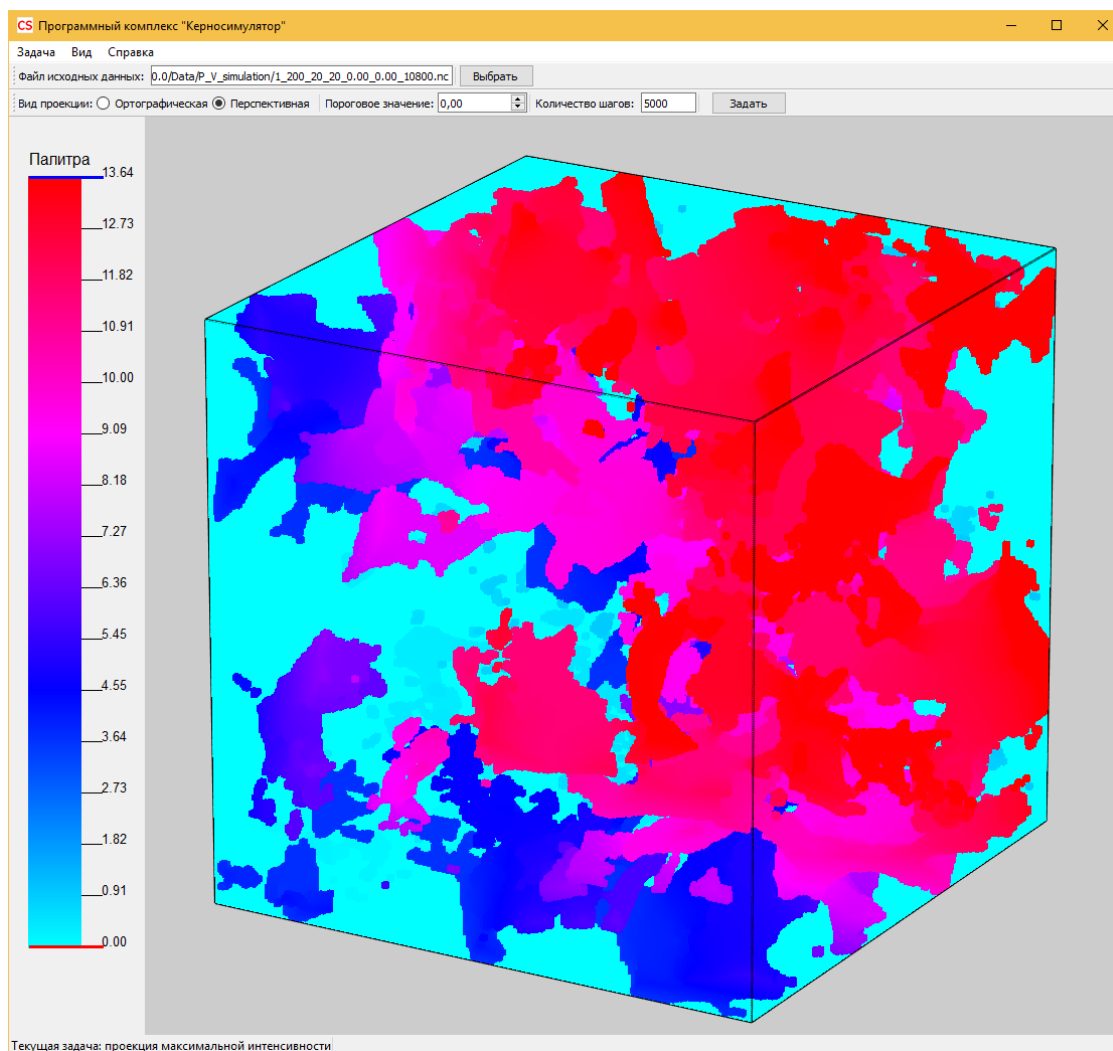 CS Программный комплекс "Керносимулятор"
Задача Вид Справка
Файл исходных данных: 0.0/Data/P_V_simulation/1_200_20_20_0.00_0.00_10800.nc Выбрать
Вид проекции: Ортографическая Перспективная Пороговое значение: 0,00 Количество шагов: 5000 Задать
Палитра
13.64
12.73
11.82
10.91
10.00
9.09
8.18
7.27
6.36
5.45
4.55
3.64
2.73
1.82
0.91
0.00
Текущая задача: проекция максимальной интенсивности